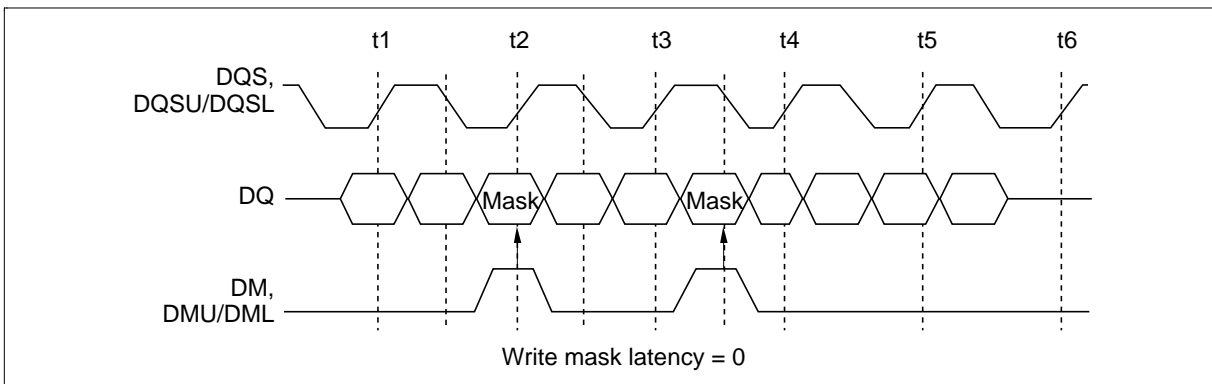 t1 t2 t3 t4 t5 t6
DQS,
DQSU/DQSL
DQ Mask Mask
DM,
DMU/DML
Write mask latency = 0